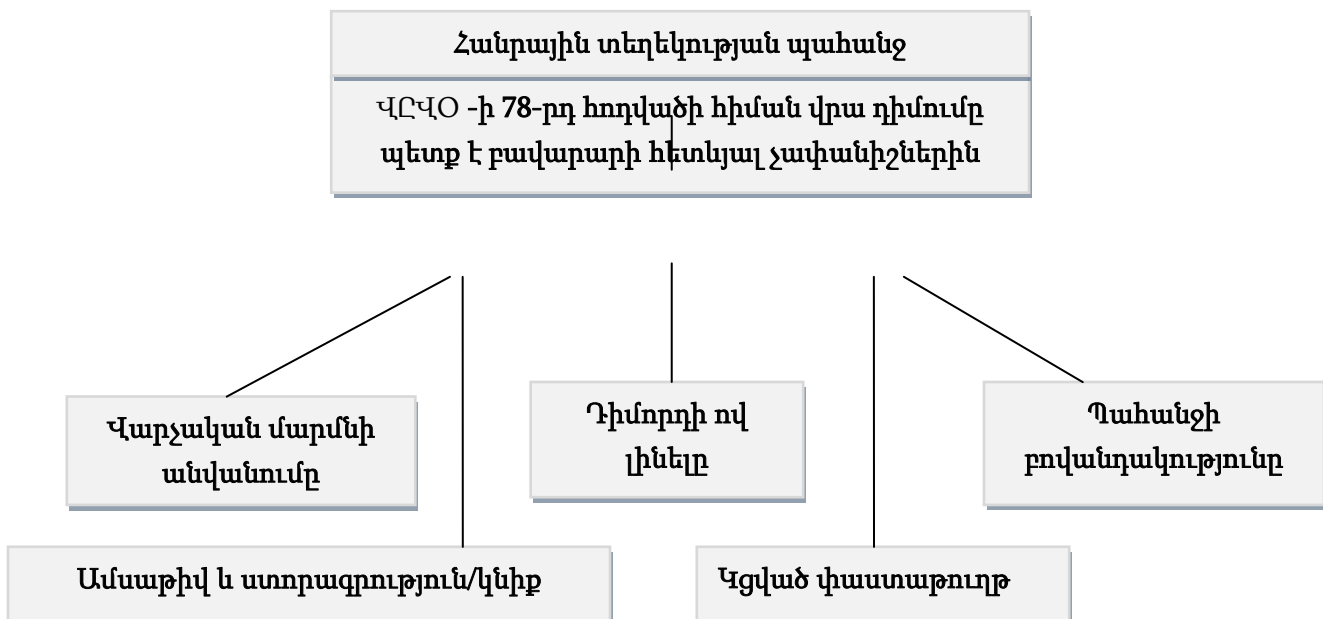 Հանրային տեղեկության պահանջ
ՎԸՎՕ -ի 78-րդ հոդվածի հիման վրա դիմումը
պետք է բավարարի հետևյալ չափանիշներին
Վարչական մարմնի
անվանումը
Դիմորդի ով
լինելը
Պահանջի
բովանդակությունը
Ամսաթիվ և ստորագրություն/կնիք
Կցված փաստաթուղթ